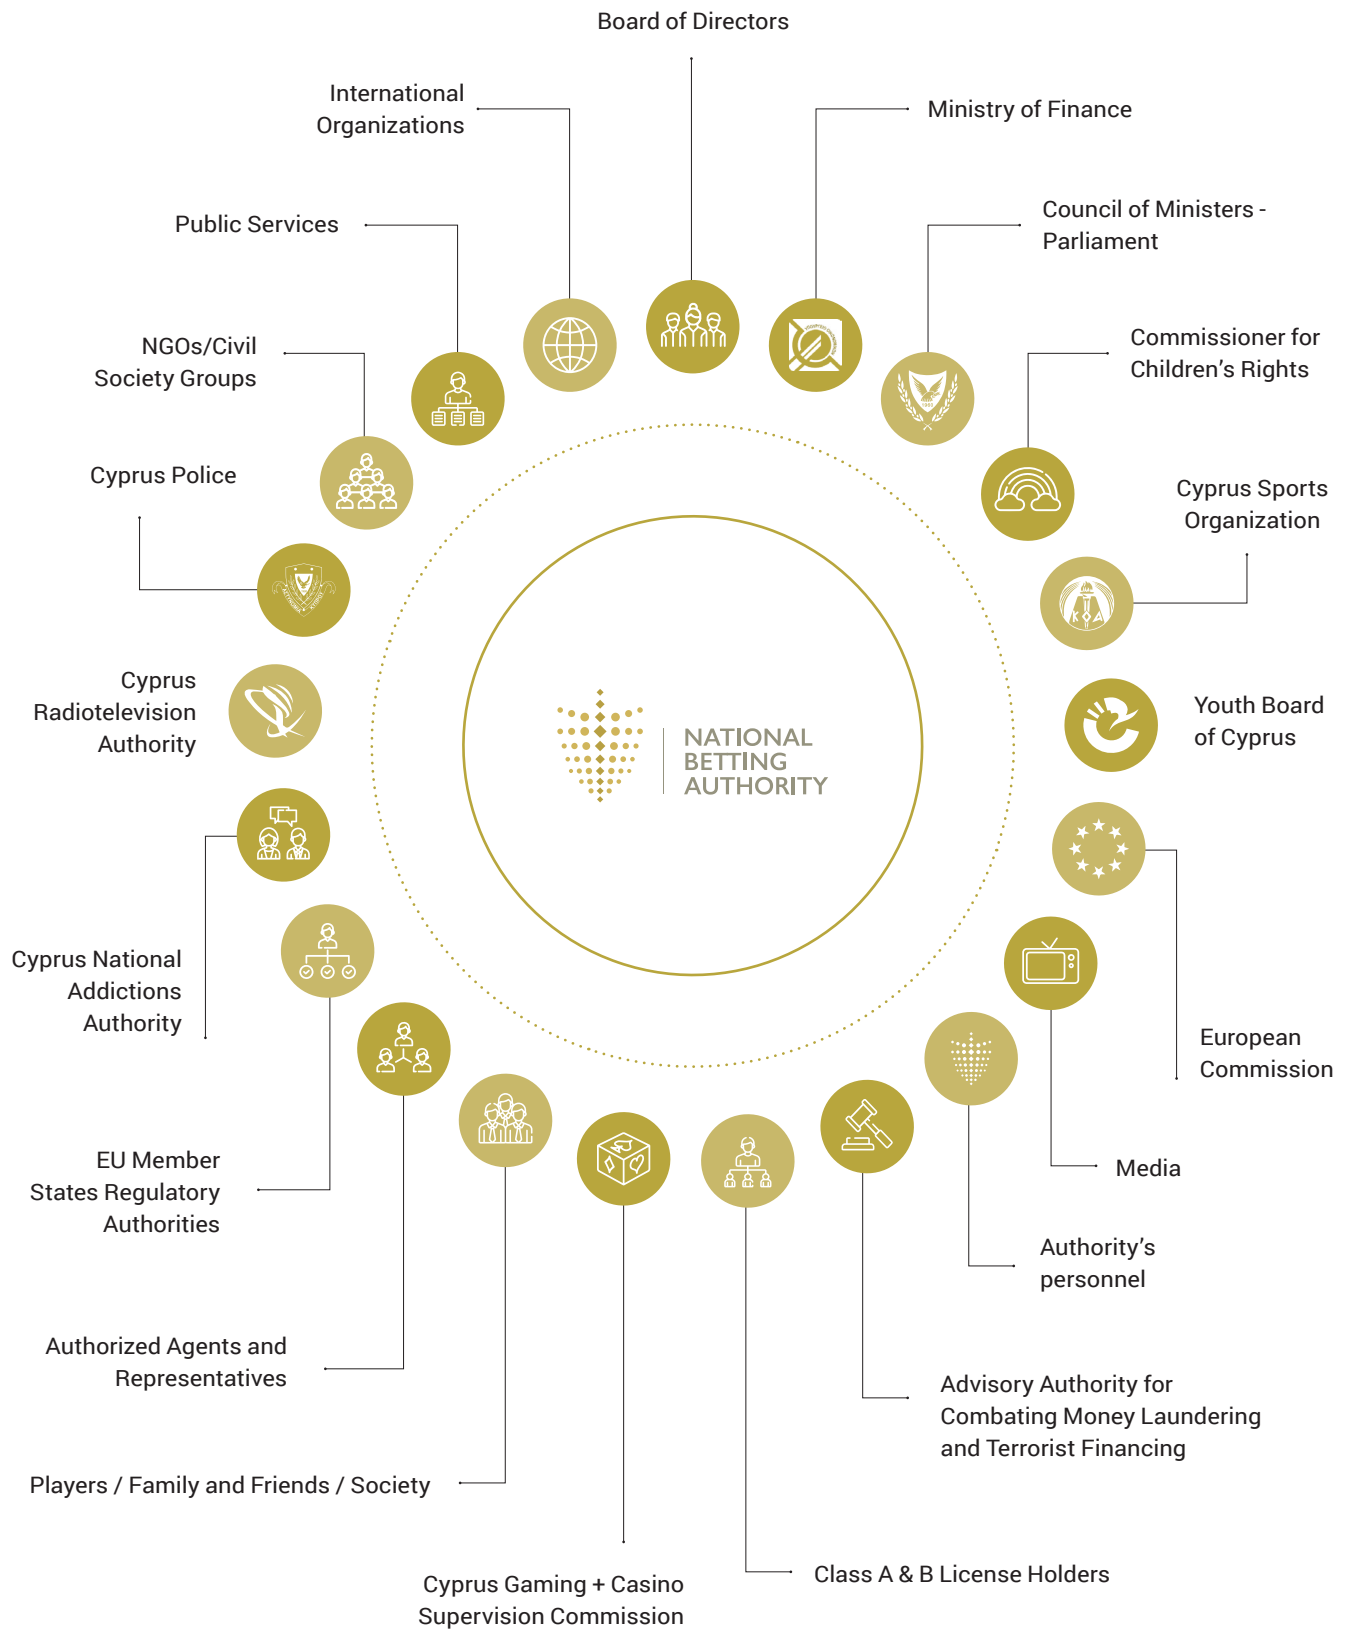 Board of Directors
International
Organizations
Ministry of Finance
Public Services
Council of Ministers -
Parliament
NGOs/Civil
Society Groups
Commissioner for
Children's Rights
Cyprus Police
Cyprus Sports
Organization
1821
ΚΟΑ
Cyprus
Radiotelevision
Authority
Youth Board
of Cyprus
NATIONAL
BETTING
AUTHORITY
Cyprus National
Addictions
Authority
European
Commission
EU Member
States Regulatory
Authorities
Media
Authority's
personnel
Authorized Agents and
Representatives
Advisory Authority for
Combating Money Laundering
and Terrorist Financing
Players / Family and Friends / Society
Cyprus Gaming + Casino
Supervision Commission
Class A & B License Holders